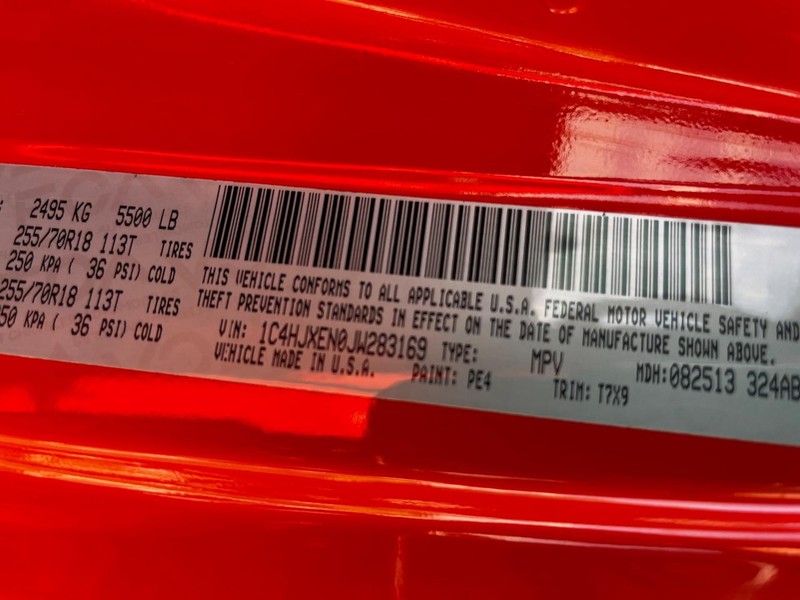 2495 KG 5500 LB
255/70R18 113T TIRES
250 KPA ( 36 PSI) COLD
255/70R18 113T TIRES
250 KPA ( 36 PSI) COLD
THIS VEHICLE CONFORMS TO ALL APPLICABLE U.S.A. FEDERAL MOTOR VEHICLE SAFETY AND
THEFT PREVENTION STANDARDS IN EFFECT ON THE DATE OF MANUFACTURE SHOWN ABOVE.
VIN: 1C4HJXEN0JW283169 TYPE: MPV MDH:082513 324AB
VEHICLE MADE IN U.S.A. PAINT: PE4 TRIM: T7X9